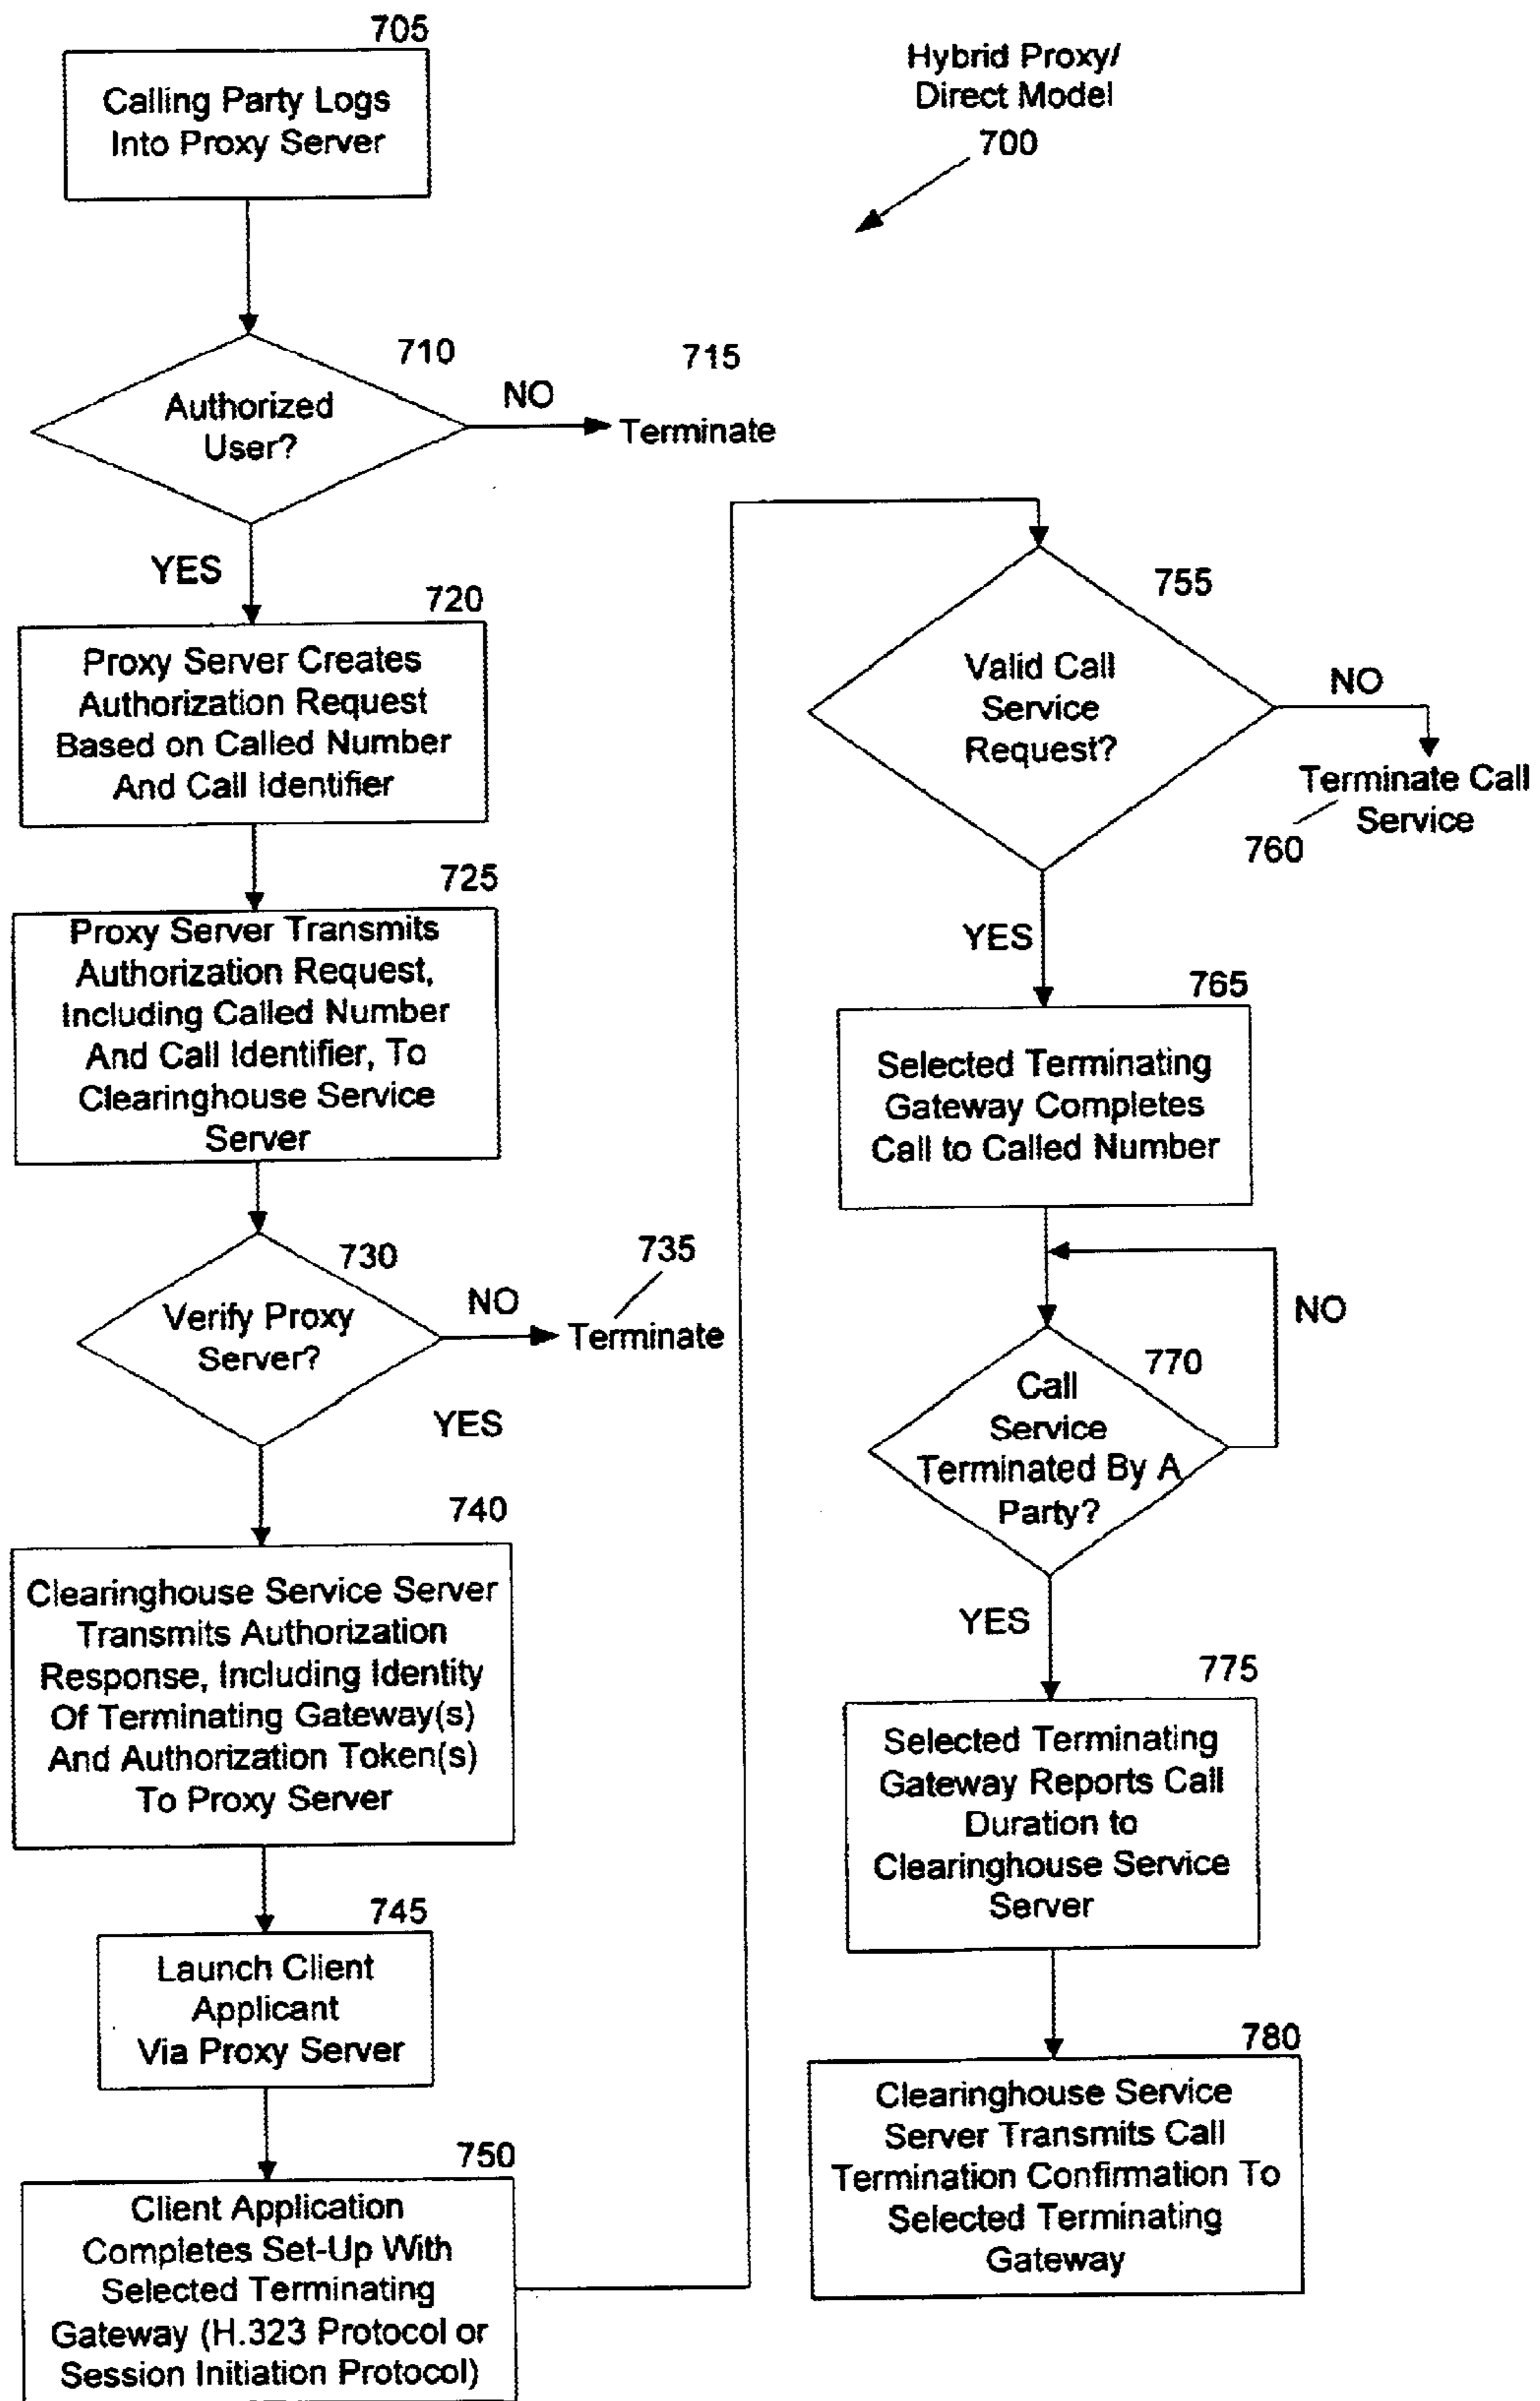 705
Calling Party Logs
Into Proxy Server
Hybrid Proxy/
Direct Model
700
710
Authorized
User?
NO
715
Terminate
YES
720
Proxy Server Creates
Authorization Request
Based on Called Number
And Call Identifier
725
Proxy Server Transmits
Authorization Request,
Including Called Number
And Call Identifier, To
Clearinghouse Service
Server
730
Verify Proxy
Server?
NO
735
Terminate
YES
740
Clearinghouse Service Server
Transmits Authorization
Response, Including Identity
Of Terminating Gateway(s)
And Authorization Token(s)
To Proxy Server
745
Launch Client
Applicant
Via Proxy Server
750
Client Application
Completes Set-Up With
Selected Terminating
Gateway (H.323 Protocol or
Session Initiation Protocol)
755
Valid Call
Service
Request?
NO
Terminate Call
Service
760
YES
765
Selected Terminating
Gateway Completes
Call to Called Number
NO
770
Call
Service
Terminated By A
Party?
YES
775
Selected Terminating
Gateway Reports Call
Duration to
Clearinghouse Service
Server
780
Clearinghouse Service
Server Transmits Call
Termination Confirmation To
Selected Terminating
Gateway